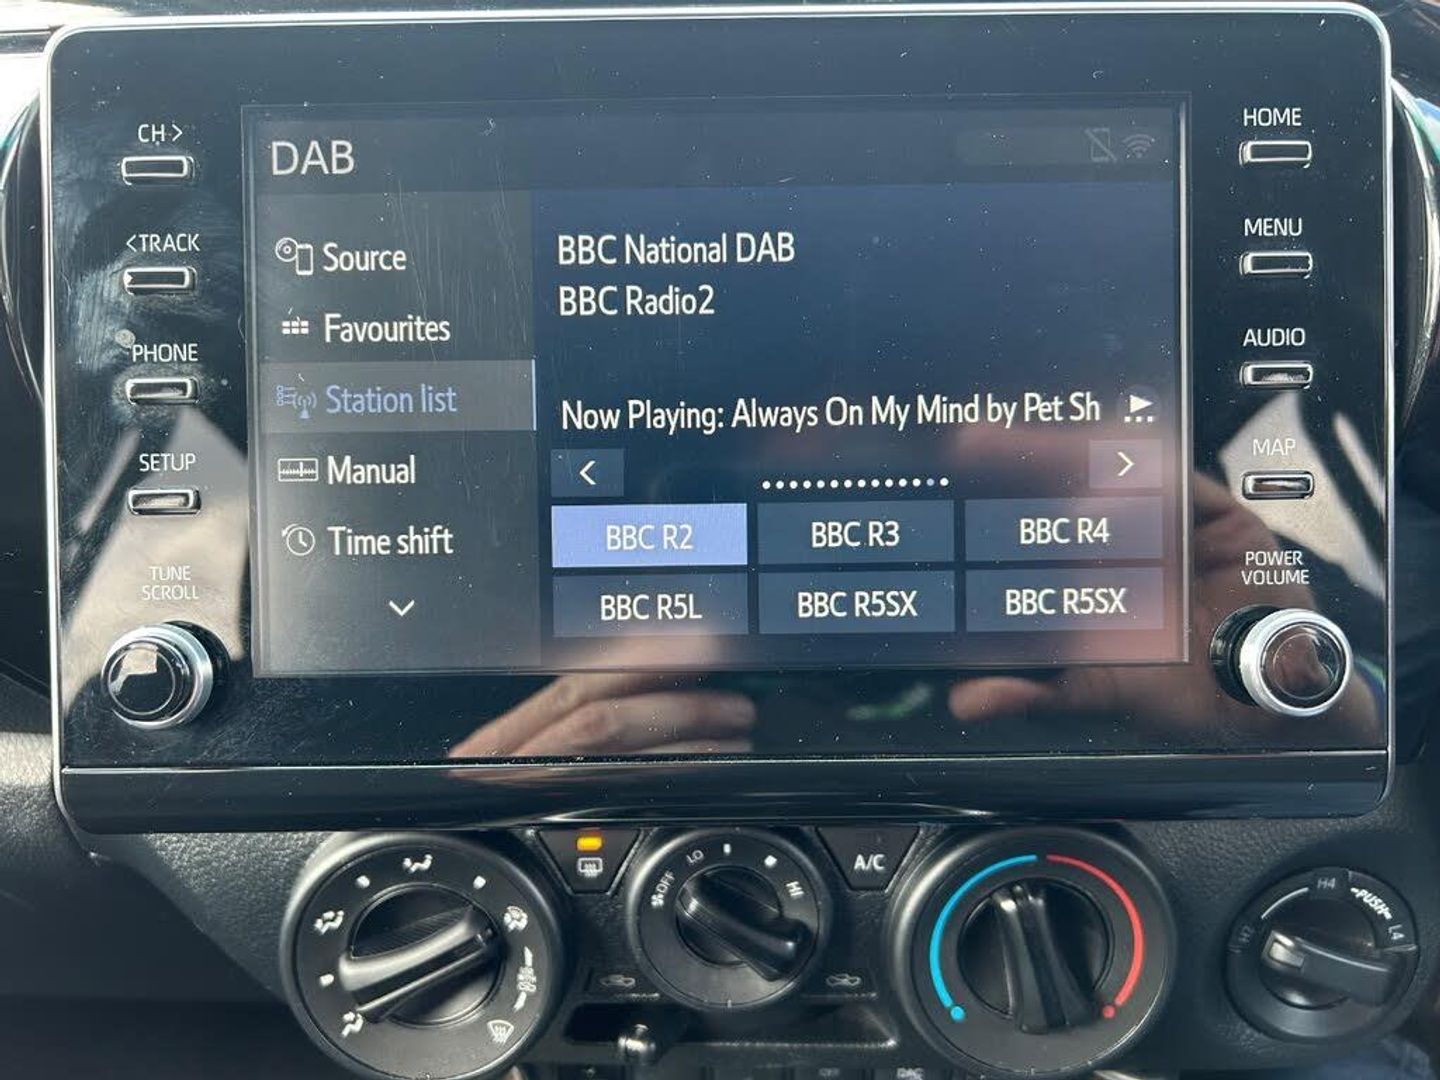 CH >
<TRACK
PHONE
SETUP
TUNE
SCROLL
DAB
Source
Favourites
Station list
Manual
Time shift
BBC National DAB
BBC Radio2
Now Playing: Always On My Mind by Pet Sh
BBC R2
BBC R3
BBC R4
BBC R5L
BBC R5SX
BBC R5SX
HOME
MENU
AUDIO
MAP
POWER
VOLUME
OFF
LO
HI
A/C
H2
H4
-PUSH-
L4